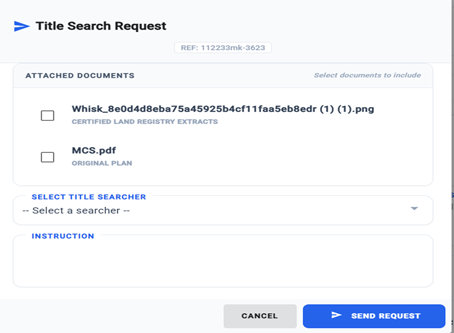 Title Search Request
REF: 112233mk-3623
ATTACHED DOCUMENTS
Select documents to include
Whisk_8e0d4d8eba75a45925b4cf11faa5eb8edr (1) (1).png
CERTIFIED LAND REGISTRY EXTRACTS
MCS.pdf
ORIGINAL PLAN
SELECT TITLE SEARCHER
-- Select a searcher --
INSTRUCTION
CANCEL
SEND REQUEST